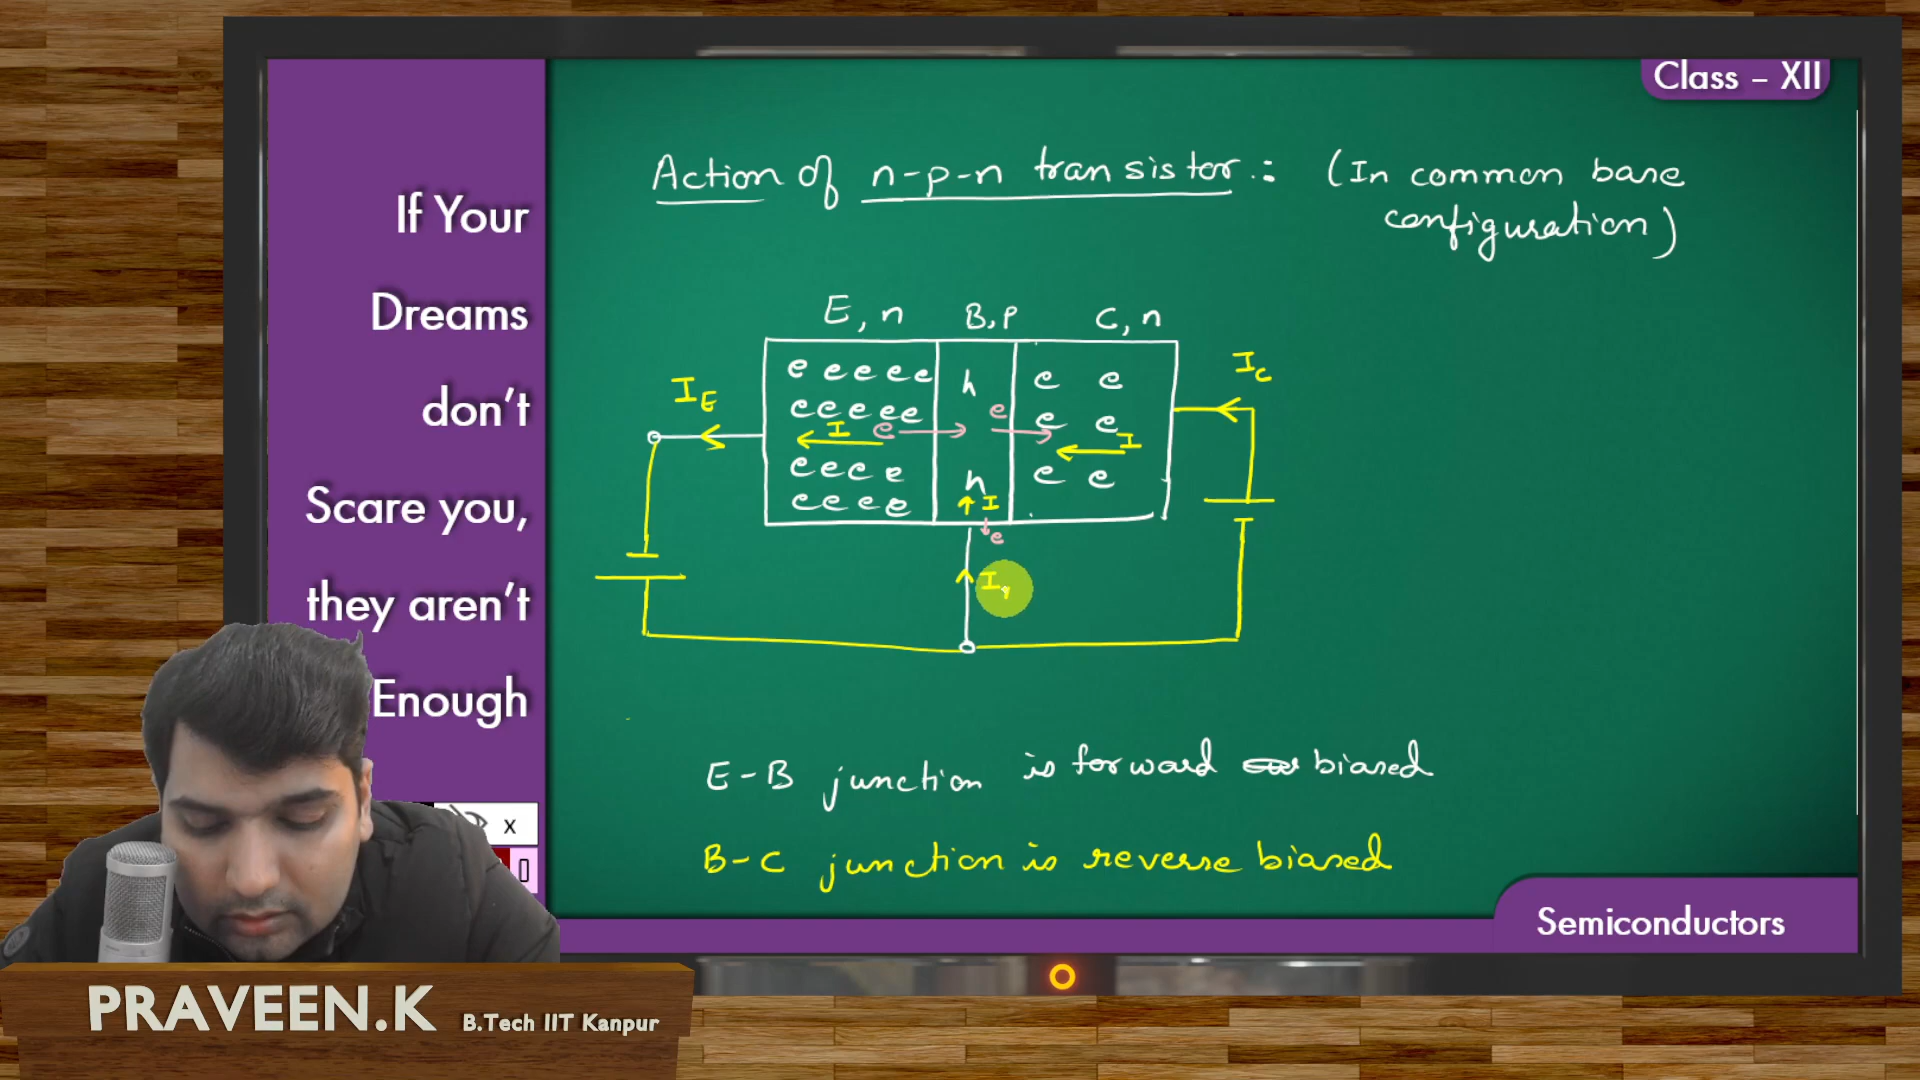 Class – XII
If Your
Dreams
don't
Scare you,
they aren't
Enough
Action of n-p-n transistor :- (In common base
configuration)
E, n B, P C, n
e e e e e h e e
e e e e e e e e
I e I
e e e e h e e
e e e e I
e
I_E
I_C
I
E-B junction is forward biased
B-C junction is reverse biased
x
Semiconductors
PRAVEEN.K B.Tech IIT Kanpur